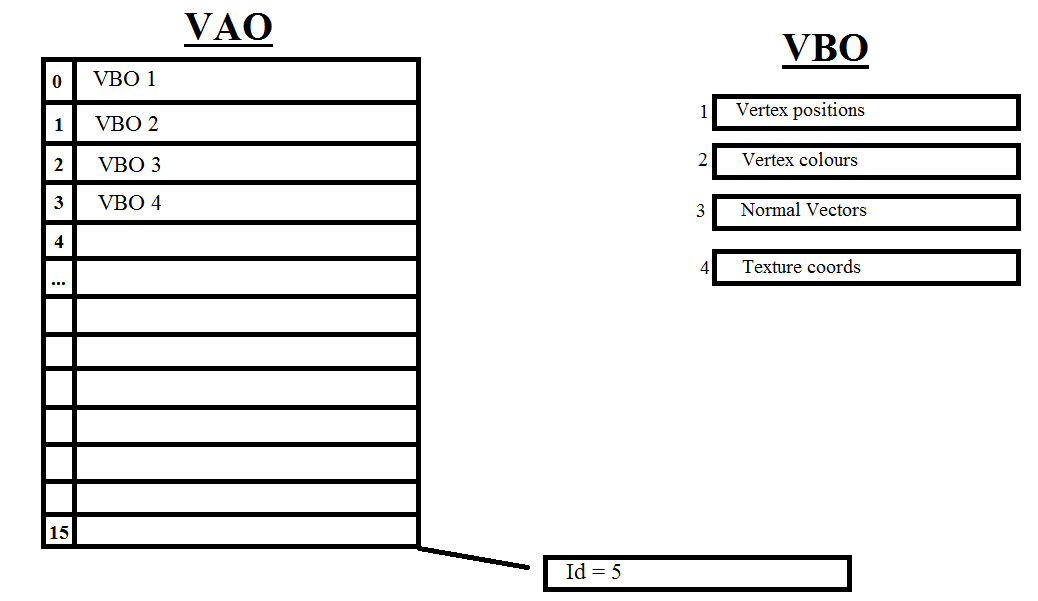 VAO
0 VBO 1
1 VBO 2
2 VBO 3
3 VBO 4
4
...
15
Id = 5
VBO
1 Vertex positions
2 Vertex colours
3 Normal Vectors
4 Texture coords